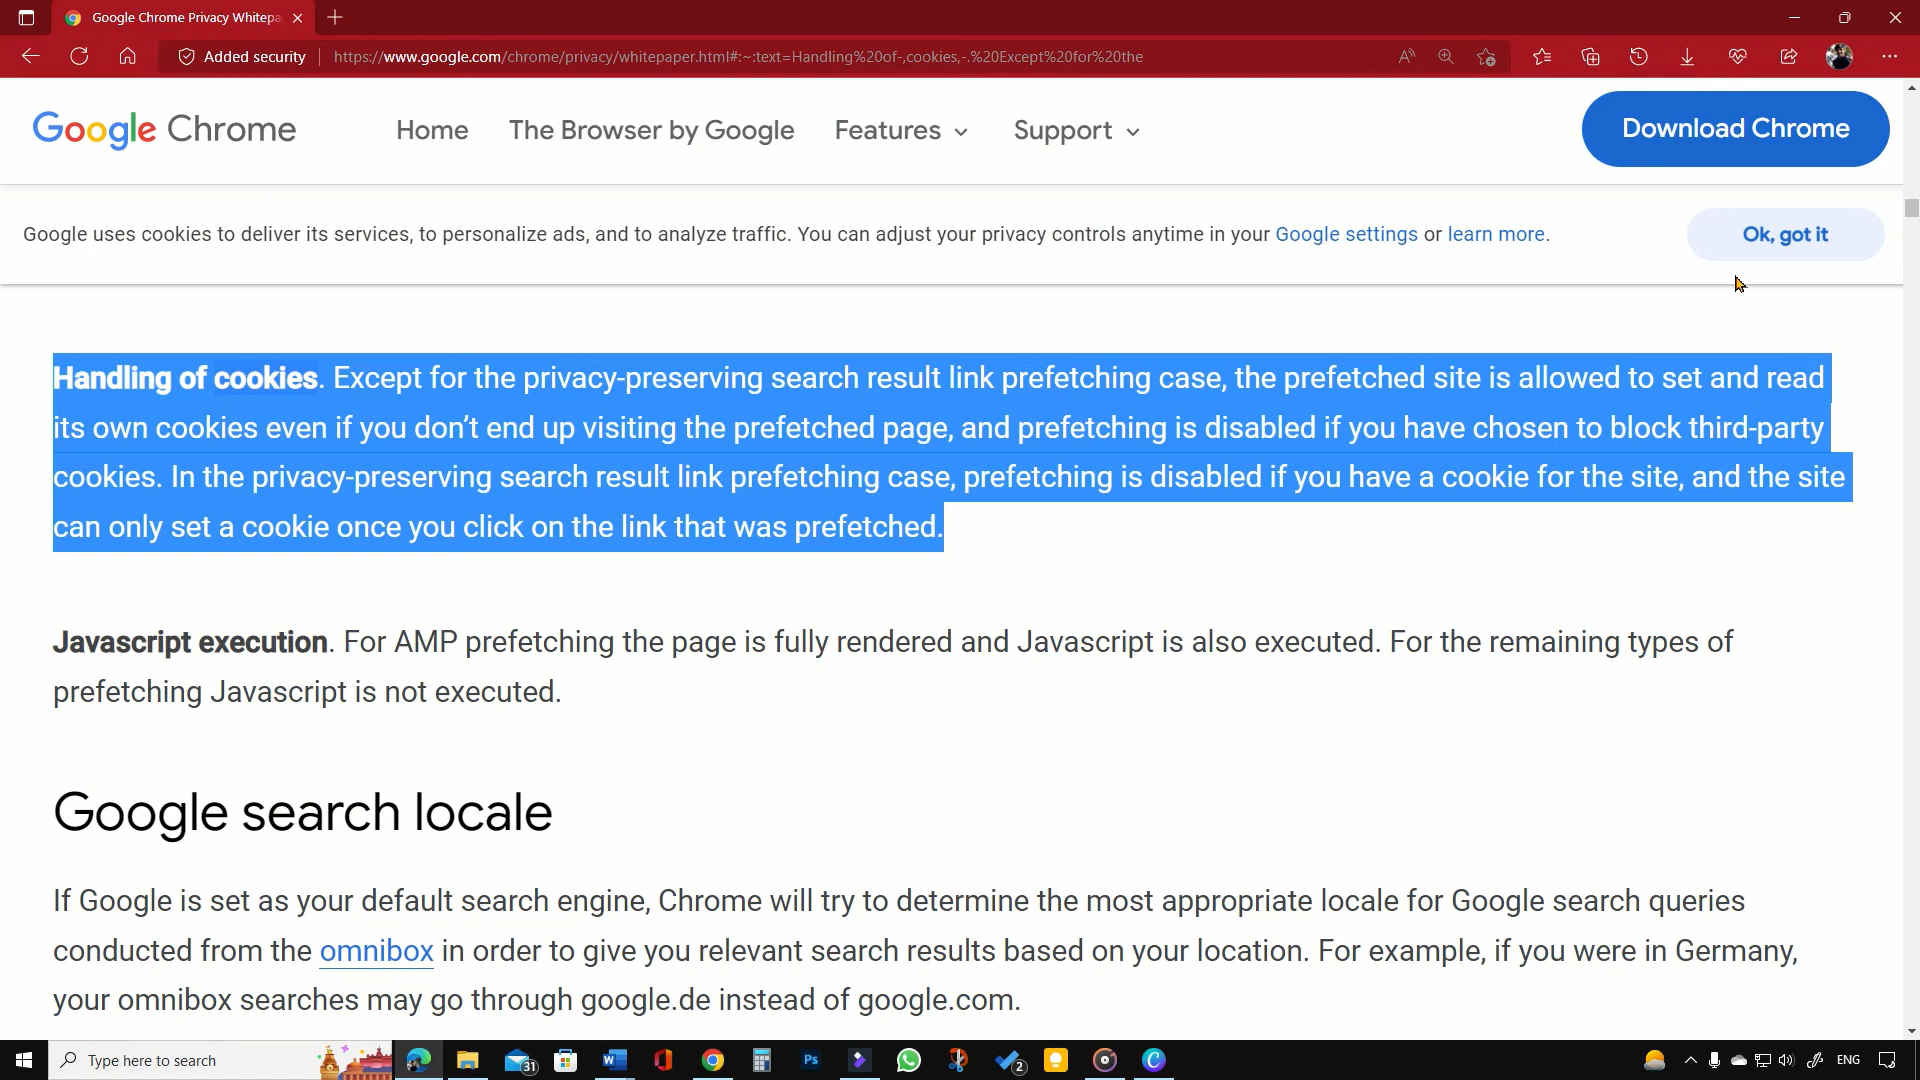 Google Chrome Privacy Whitepa
Added security
https://www.google.com/chrome/privacy/whitepaper.html#:~:text=Handling%20of-,cookies,-.%20Except%20for%20the
Google Chrome
Home
The Browser by Google
Features
Support
Download Chrome
Google uses cookies to deliver its services, to personalize ads, and to analyze traffic. You can adjust your privacy controls anytime in your Google settings or learn more.
Ok, got it
Handling of cookies. Except for the privacy-preserving search result link prefetching case, the prefetched site is allowed to set and read
its own cookies even if you don’t end up visiting the prefetched page, and prefetching is disabled if you have chosen to block third-party
cookies. In the privacy-preserving search result link prefetching case, prefetching is disabled if you have a cookie for the site, and the site
can only set a cookie once you click on the link that was prefetched.
Javascript execution. For AMP prefetching the page is fully rendered and Javascript is also executed. For the remaining types of
prefetching Javascript is not executed.
Google search locale
If Google is set as your default search engine, Chrome will try to determine the most appropriate locale for Google search queries
conducted from the omnibox in order to give you relevant search results based on your location. For example, if you were in Germany,
your omnibox searches may go through google.de instead of google.com.
Type here to search
31
Ps
2
ENG